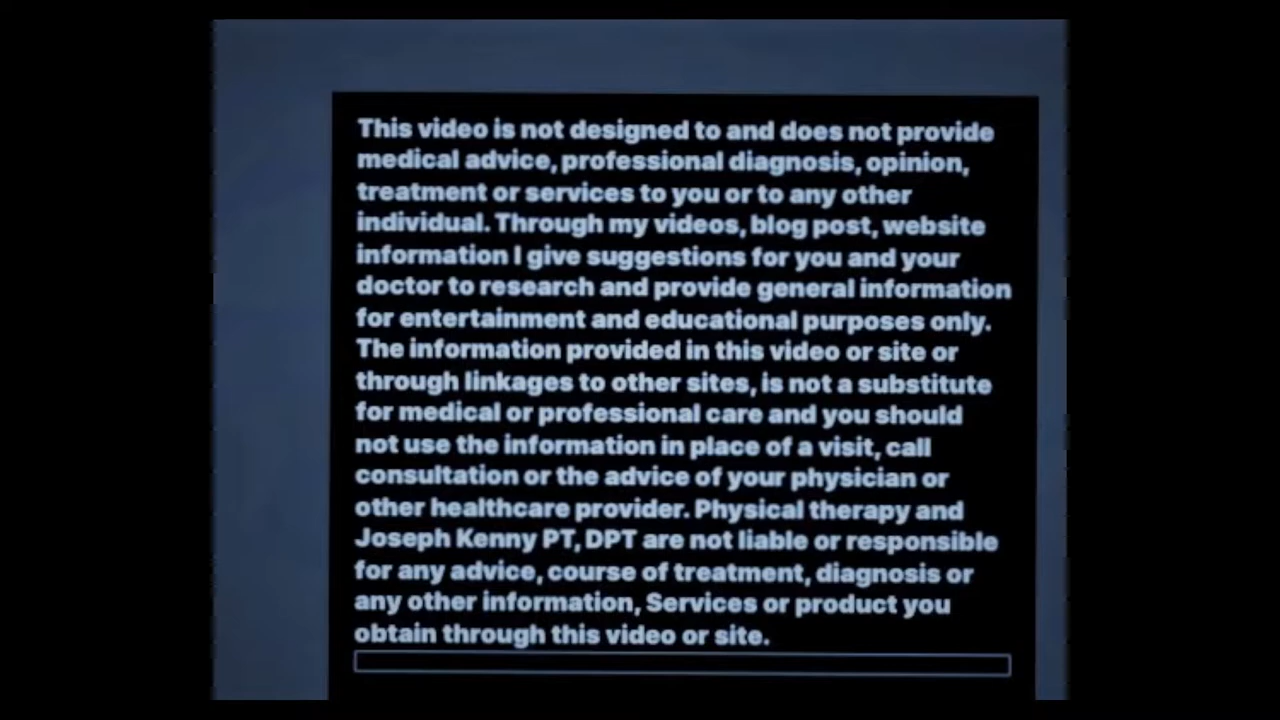 This video is not designed to and does not provide
medical advice, professional diagnosis, opinion,
treatment or services to you or to any other
individual. Through my videos, blog post, website
information I give suggestions for you and your
doctor to research and provide general information
for entertainment and educational purposes only.
The information provided in this video or site or
through linkages to other sites, is not a substitute
for medical or professional care and you should
not use the information in place of a visit, call
consultation or the advice of your physician or
other healthcare provider. Physical therapy and
Joseph Kenny PT, DPT are not liable or responsible
for any advice, course of treatment, diagnosis or
any other information, Services or product you
obtain through this video or site.